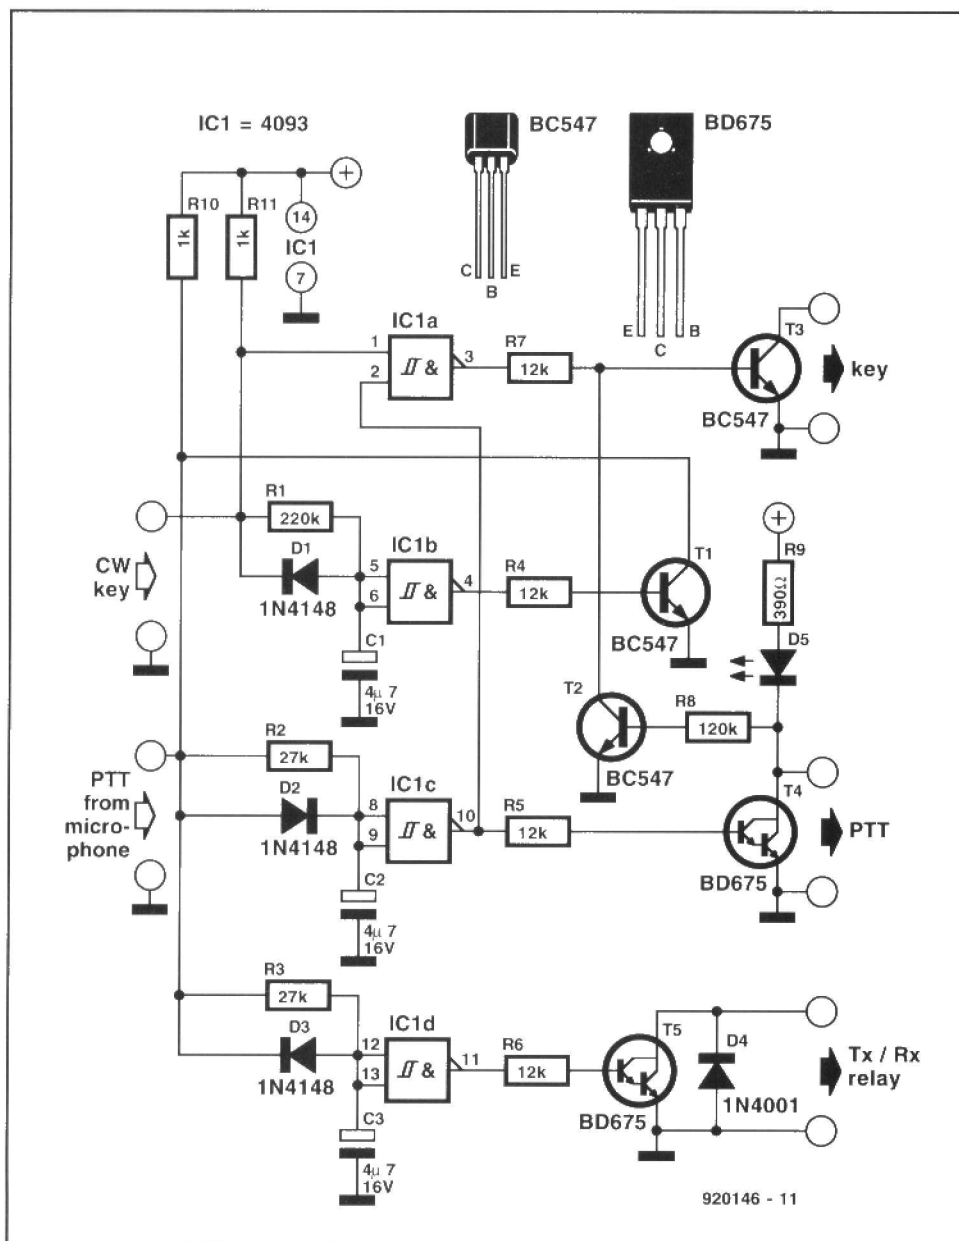 IC1 = 4093
BC547
BD675
+
R10
R11
1k
1k
14
IC1
7
C
B
E
E
C
B
IC1a
1
2
&
3
R7
12k
T3
BC547
key
CW
key
R1
220k
D1
1N4148
IC1b
5
6
&
4
R4
12k
T1
BC547
C1
4μ7
16V
+
R9
390Ω
D5
T2
BC547
R8
120k
PTT
from
micro-
phone
R2
27k
D2
1N4148
IC1c
8
9
&
10
R5
12k
T4
BD675
PTT
C2
4μ7
16V
R3
27k
D3
1N4148
IC1d
12
13
&
11
R6
12k
T5
BD675
D4
1N4001
Tx / Rx
relay
C3
4μ7
16V
920146 - 11